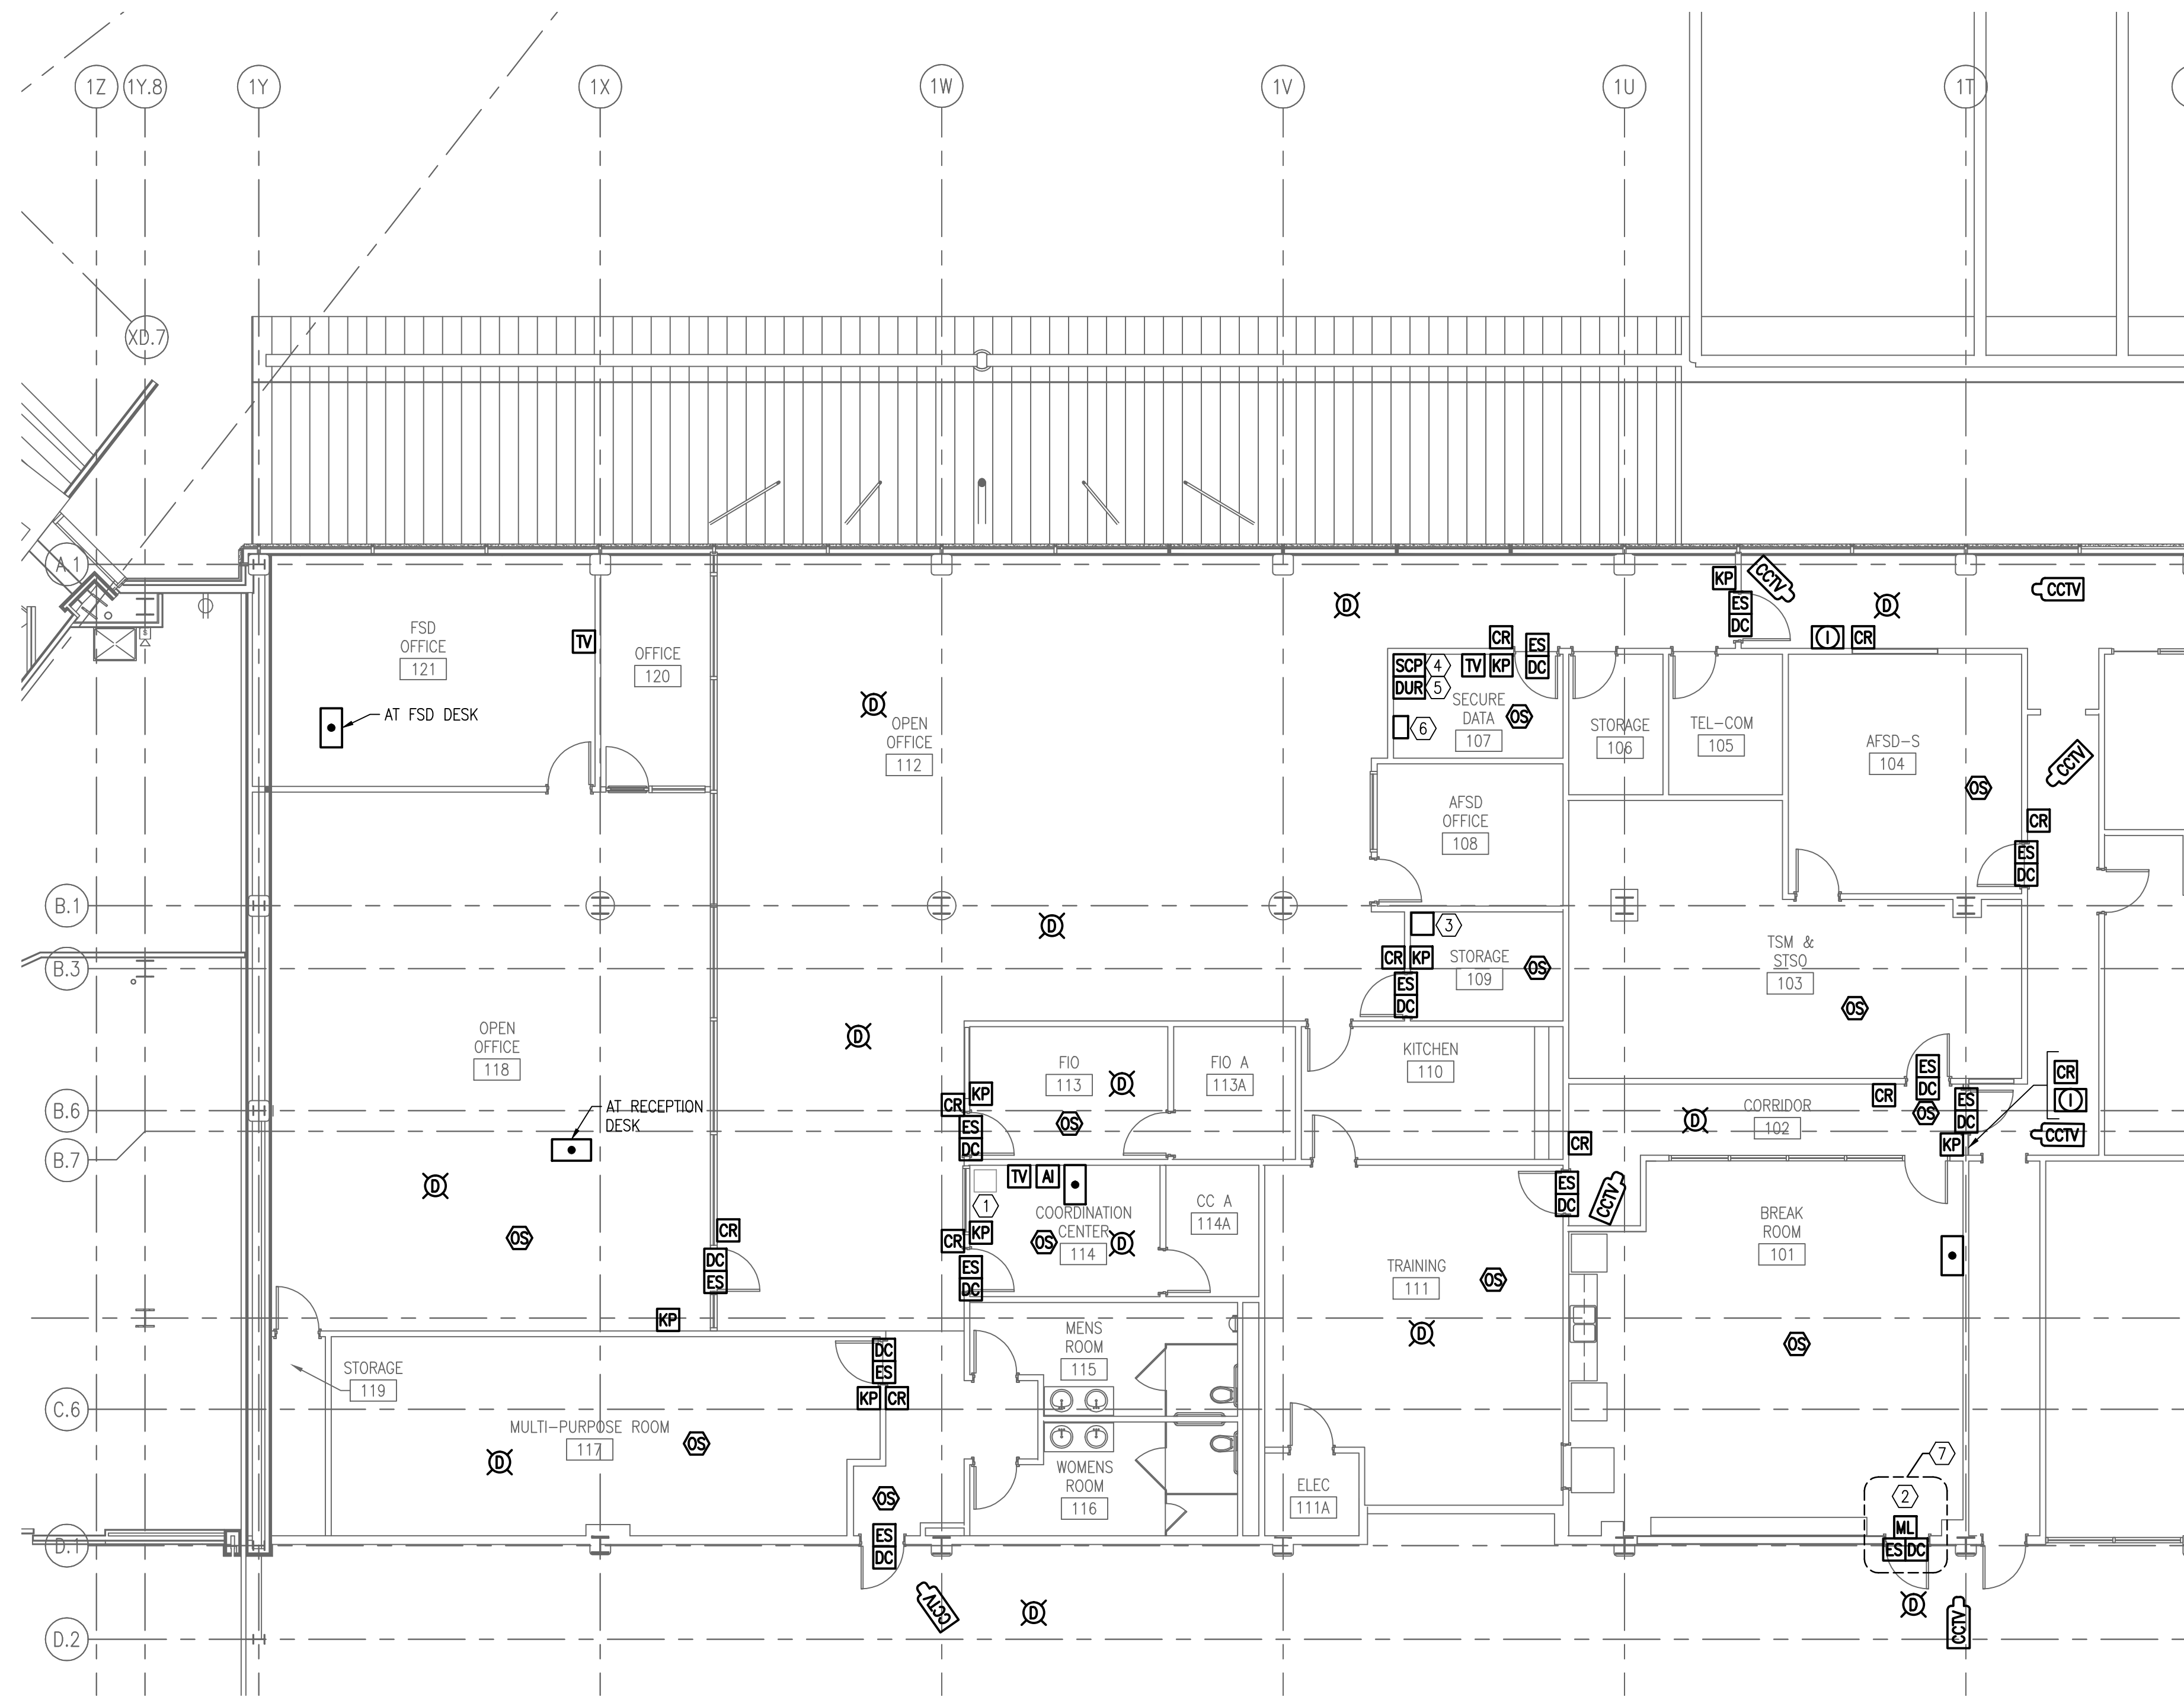 1Z
1Y.8
1Y
1X
1W
1V
1U
1T
XD.7
A.1
KP
CCTV
CCTV
ES
DC
D
D
I
CR
FSD
OFFICE
121
TV
OFFICE
120
CR
ES
DC
SCP
4
TV
KP
DUR
5
SECURE
DATA
107
OS
6
AT FSD DESK
D
OPEN
OFFICE
112
STORAGE
106
TEL-COM
105
AFSD-S
104
CCTV
OS
AFSD
OFFICE
108
CR
ES
DC
B.1
D
3
CR
KP
STORAGE
109
OS
ES
DC
TSM &
STSO
103
OS
B.3
D
OPEN
OFFICE
118
FIO
113
D
FIO A
113A
KITCHEN
110
ES
DC
CR
I
CR
KP
CR
ES
DC
OS
ES
DC
KP
CCTV
B.6
AT RECEPTION
DESK
OS
D
CORRIDOR
102
CR
B.7
D
1
TV
AI
COORDINATION
CENTER
114
OS
D
CC A
114A
ES
DC
CCTV
BREAK
ROOM
101
OS
CR
DC
ES
KP
CR
KP
ES
DC
TRAINING
111
OS
D
OS
STORAGE
119
MENS
ROOM
115
DC
ES
KP
CR
C.6
MULTI-PURPOSE ROOM
117
OS
D
WOMENS
ROOM
116
ELEC
111A
7
2
ML
ES
DC
OS
ES
DC
D.1
CCTV
D
D
CCTV
D.2